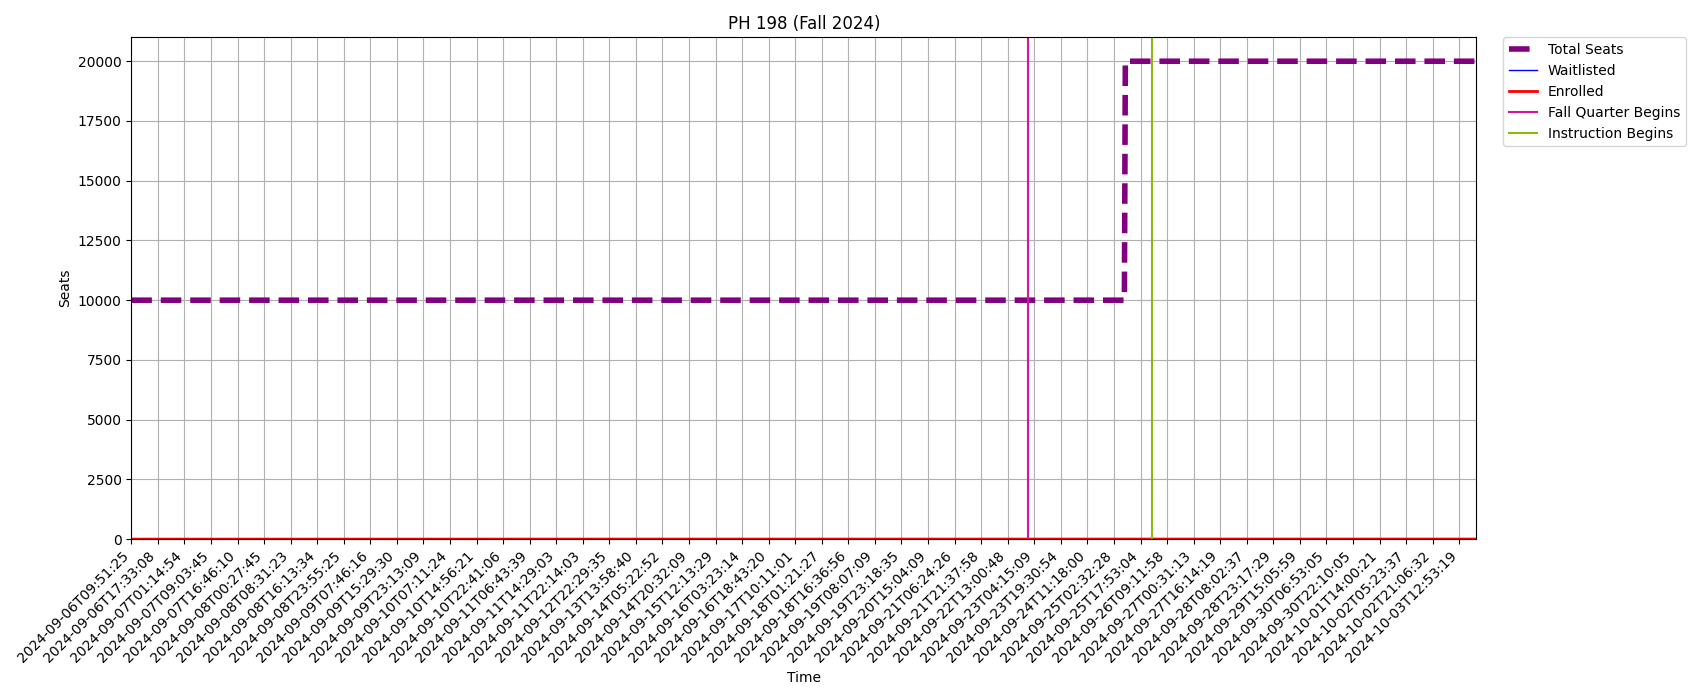 PH 198 (Fall 2024)
Total Seats
Waitlisted
Enrolled
Fall Quarter Begins
Instruction Begins
20000
17500
15000
12500
10000
7500
5000
2500
0
Seats
2024-09-06T09:51:25
2024-09-06T17:33:08
2024-09-07T01:14:54
2024-09-07T09:03:45
2024-09-07T16:46:10
2024-09-08T00:27:45
2024-09-08T08:31:23
2024-09-08T16:13:34
2024-09-08T23:55:25
2024-09-09T07:46:16
2024-09-09T15:29:30
2024-09-09T23:13:09
2024-09-10T07:11:24
2024-09-10T14:56:21
2024-09-10T22:41:06
2024-09-11T06:43:39
2024-09-11T14:29:03
2024-09-11T22:14:03
2024-09-12T22:29:35
2024-09-13T13:58:40
2024-09-14T05:22:52
2024-09-14T20:32:09
2024-09-15T12:13:29
2024-09-16T03:23:14
2024-09-16T18:43:20
2024-09-17T10:11:01
2024-09-18T01:21:27
2024-09-18T16:36:56
2024-09-19T08:07:09
2024-09-19T23:18:35
2024-09-20T15:04:09
2024-09-21T06:24:26
2024-09-21T21:37:58
2024-09-22T13:00:48
2024-09-23T04:15:09
2024-09-23T19:30:54
2024-09-24T11:18:00
2024-09-25T02:32:28
2024-09-25T17:53:04
2024-09-26T09:11:58
2024-09-27T00:31:13
2024-09-27T16:14:19
2024-09-28T08:02:37
2024-09-28T23:17:29
2024-09-29T15:05:59
2024-09-30T06:53:05
2024-09-30T22:10:05
2024-10-01T14:00:21
2024-10-02T05:23:37
2024-10-02T21:06:32
2024-10-03T12:53:19
Time